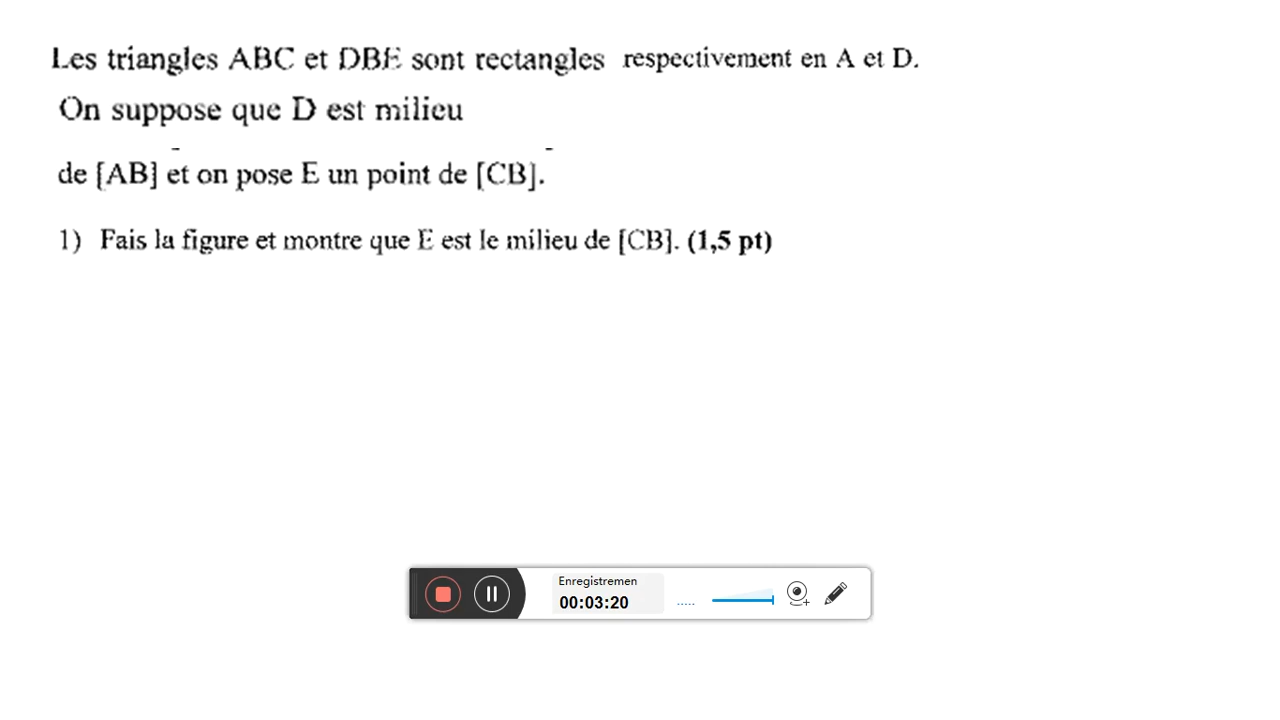 Les triangles ABC et DBE sont rectangles respectivement en A et D.
On suppose que D est milieu
de [AB] et on pose E un point de [CB].
1) Fais la figure et montre que E est le milieu de [CB]. (1,5 pt)
Enregistremen
00:03:20
.....